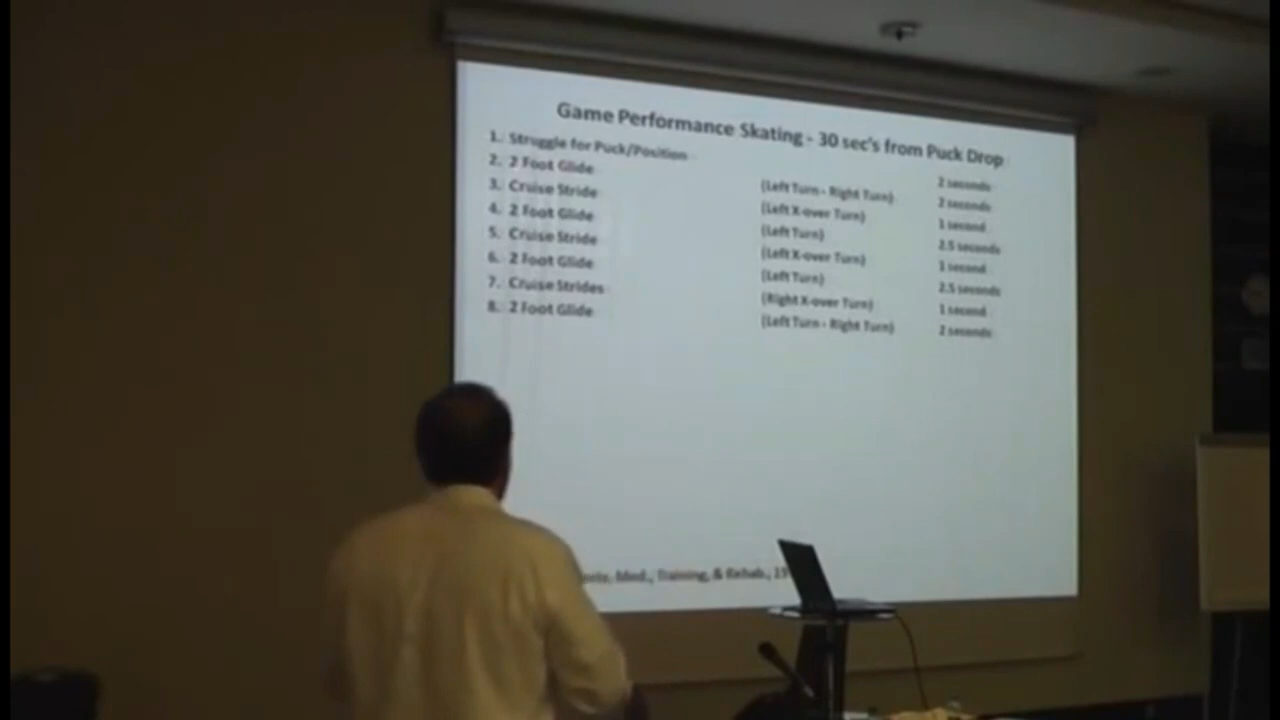 Game Performance Skating - 30 sec's from Puck Drop
1. Struggle for Puck/Position 2 seconds
2. 2 Foot Glide (Left Turn - Right Turn) 2 seconds
3. Cruise Stride (Left X-over Turn) 1 second
4. 2 Foot Glide (Left Turn) 2.5 seconds
5. Cruise Stride (Left X-over Turn) 1 second
6. 2 Foot Glide (Left Turn) 2.5 seconds
7. Cruise Strides (Right X-over Turn) 1 second
8. 2 Foot Glide (Left Turn - Right Turn) 2 seconds
Med., Training, & Rehab.,